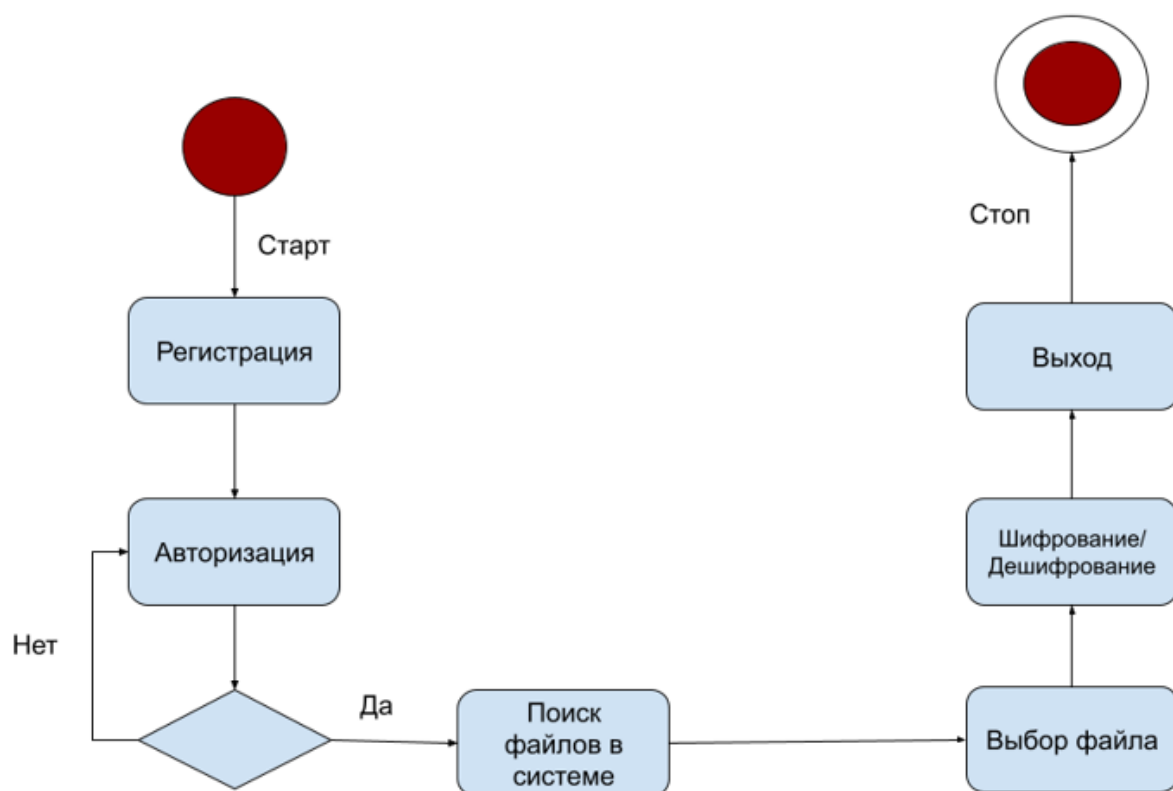 Старт
Регистрация
Авторизация
Нет
Да
Поиск
файлов в
системе
Выбор файла
Шифрование/
Дешифрование
Выход
Стоп